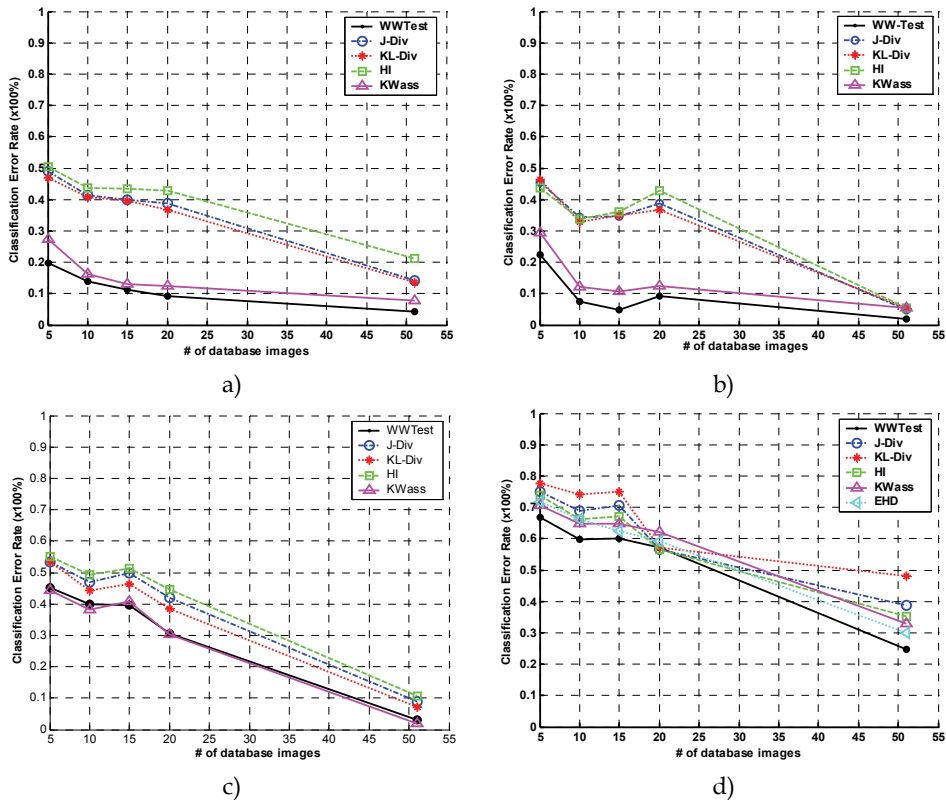 1
0.9
0.8
0.7
0.6
0.5
0.4
0.3
0.2
0.1
0
Classification Error Rate (x100%)
5 10 15 20 25 30 35 40 45 50 55
# of database images
WWTest
J-Div
KL-Div
HI
KWass
a)
1
0.9
0.8
0.7
0.6
0.5
0.4
0.3
0.2
0.1
0
Classification Error Rate (x100%)
5 10 15 20 25 30 35 40 45 50 55
# of database images
WW-Test
J-Div
KL-Div
HI
KWass
b)
1
0.9
0.8
0.7
0.6
0.5
0.4
0.3
0.2
0.1
0
Classification Error Rate (x100%)
5 10 15 20 25 30 35 40 45 50 55
# of database images
WWTest
J-Div
KL-Div
HI
KWass
c)
1
0.9
0.8
0.7
0.6
0.5
0.4
0.3
0.2
0.1
0
Classification Error Rate (x100%)
5 10 15 20 25 30 35 40 45 50 55
# of database images
WWTest
J-Div
KL-Div
HI
KWass
EHD
d)